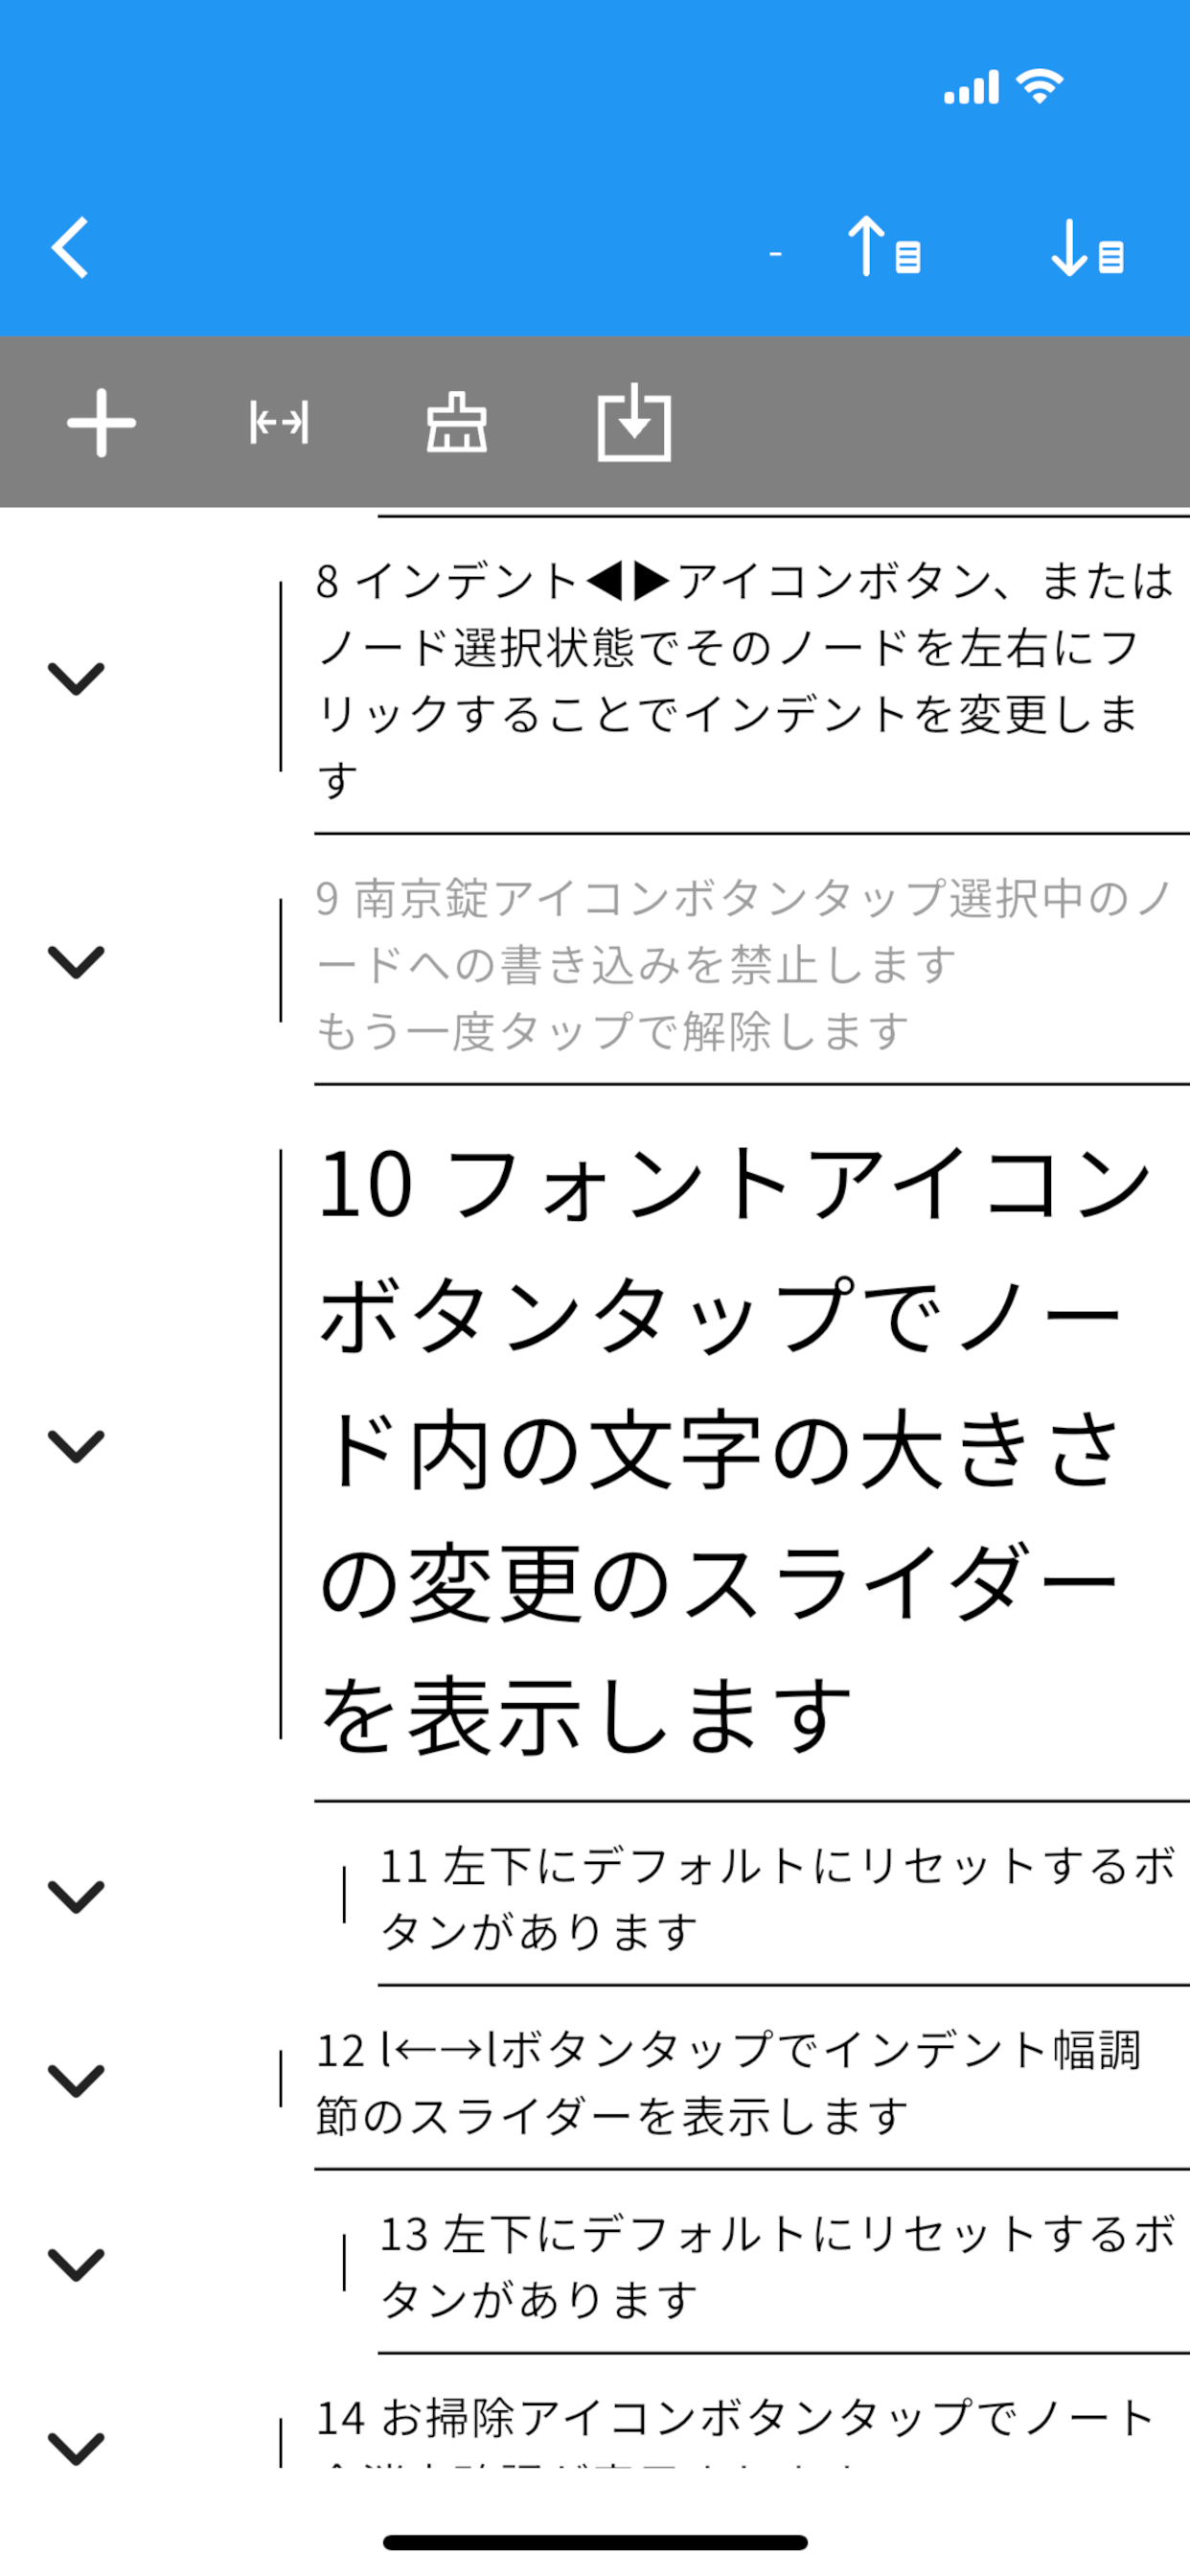 -
8 インデント◀▶アイコンボタン、または
ノード選択状態でそのノードを左右にフ
リックすることでインデントを変更しま
す
9 南京錠アイコンボタンタップ選択中のノ
ードへの書き込みを禁止します
もう一度タップで解除します
10 フォントアイコン
ボタンタップでノー
ド内の文字の大きさ
の変更のスライダー
を表示します
11 左下にデフォルトにリセットするボ
タンがあります
12 l←→lボタンタップでインデント幅調
節のスライダーを表示します
13 左下にデフォルトにリセットするボ
タンがあります
14 お掃除アイコンボタンタップでノート